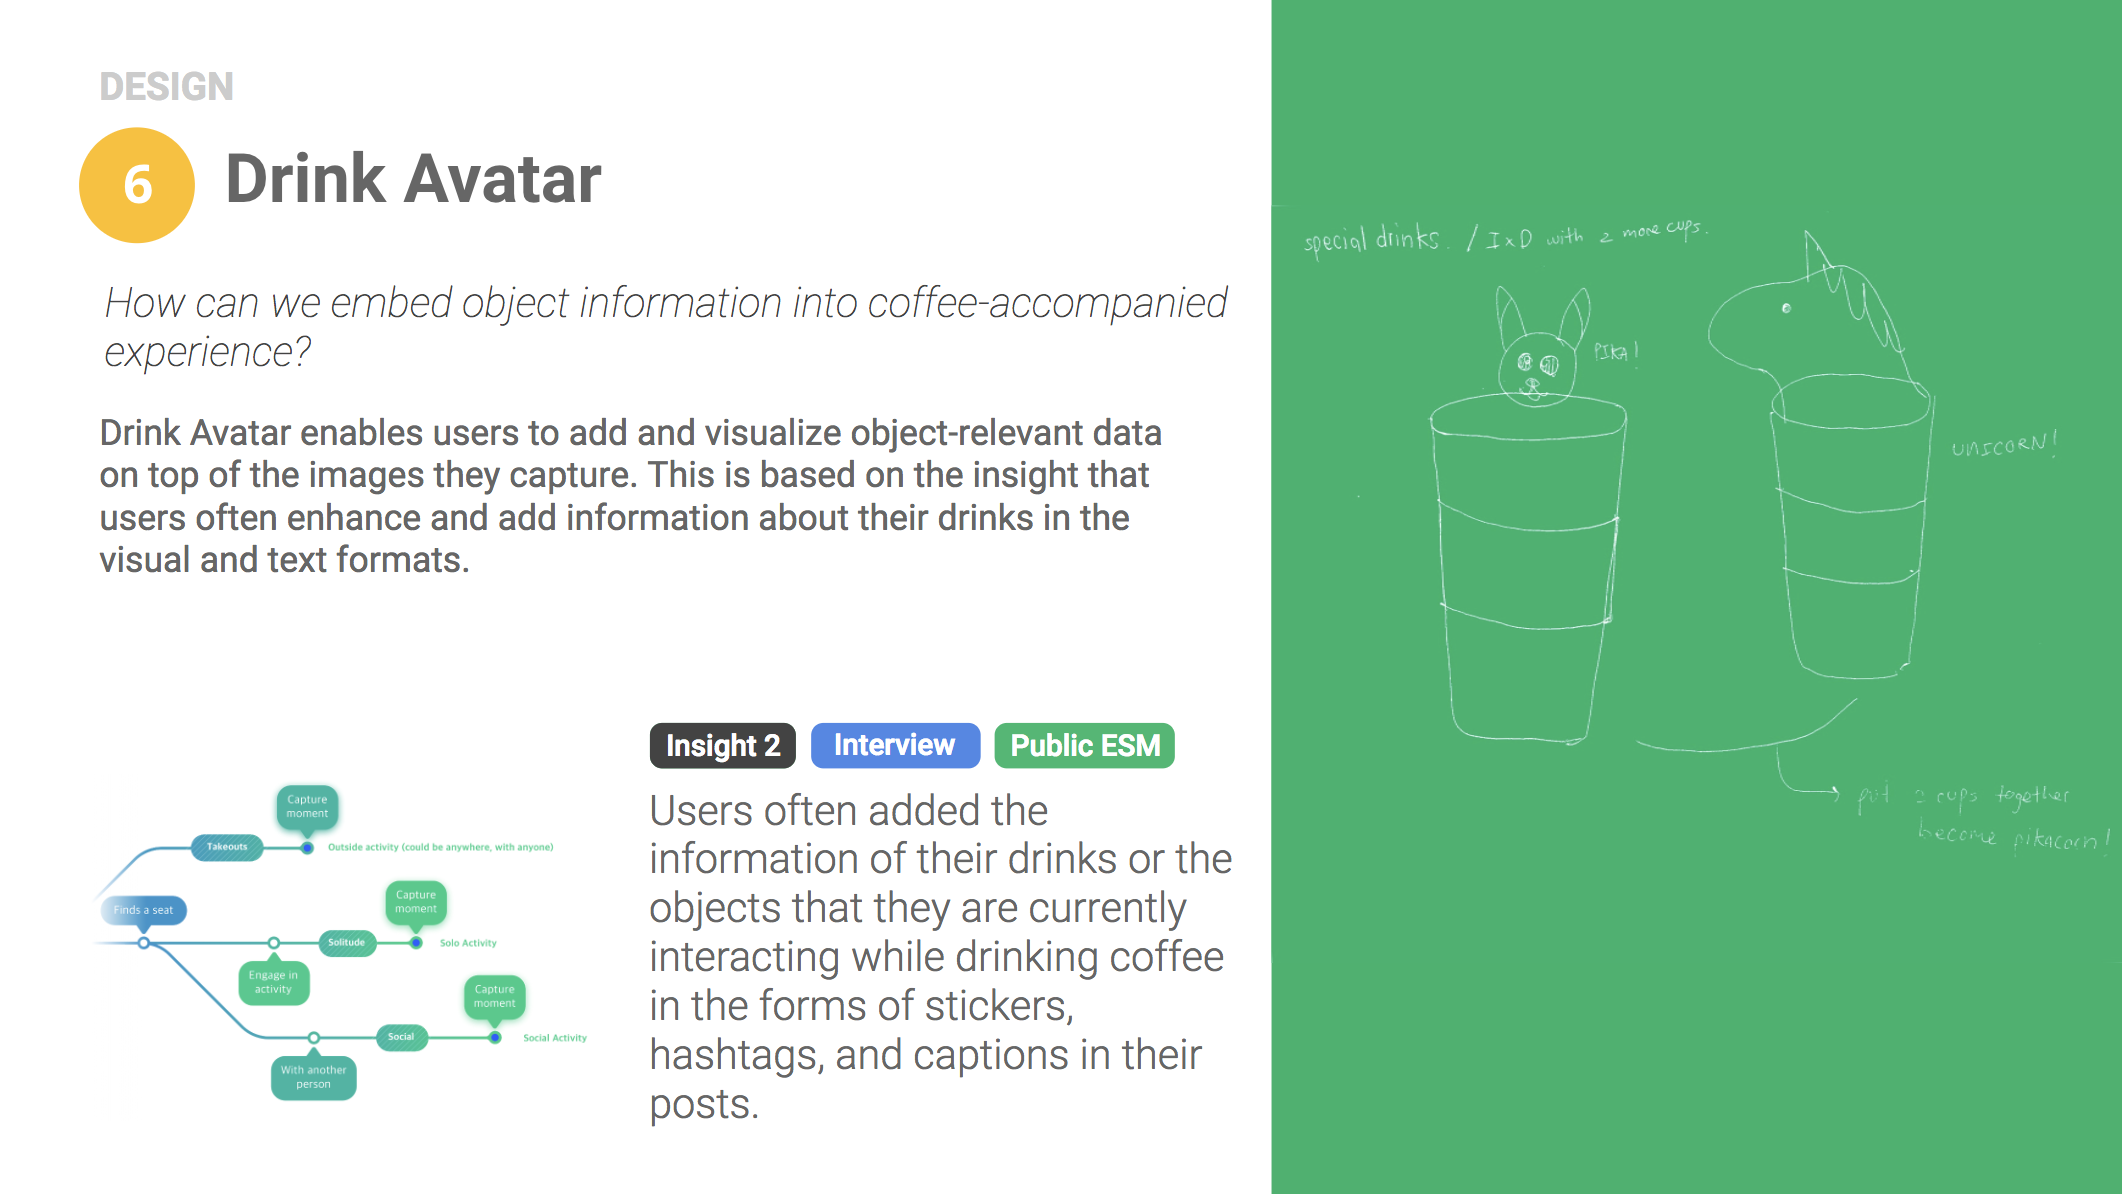 DESIGN
6
Drink Avatar
How can we embed object information into coffee-accompanied
experience?
Drink Avatar enables users to add and visualize object-relevant data
on top of the images they capture. This is based on the insight that
users often enhance and add information about their drinks in the
visual and text formats.
Capture
moment
Takeouts
Outside activity (could be anywhere, with anyone)
Finds a seat
Capture
moment
Solitude
Solo Activity
Engage in
activity
Capture
moment
Social
Social Activity
With another
person
Insight 2
Interview
Public ESM
Users often added the
information of their drinks or the
objects that they are currently
interacting while drinking coffee
in the forms of stickers,
hashtags, and captions in their
posts.
special drinks. / IxD with 2 more cups.
PIKA!
UNICORN!
put 2 cups together
become pikacorn!